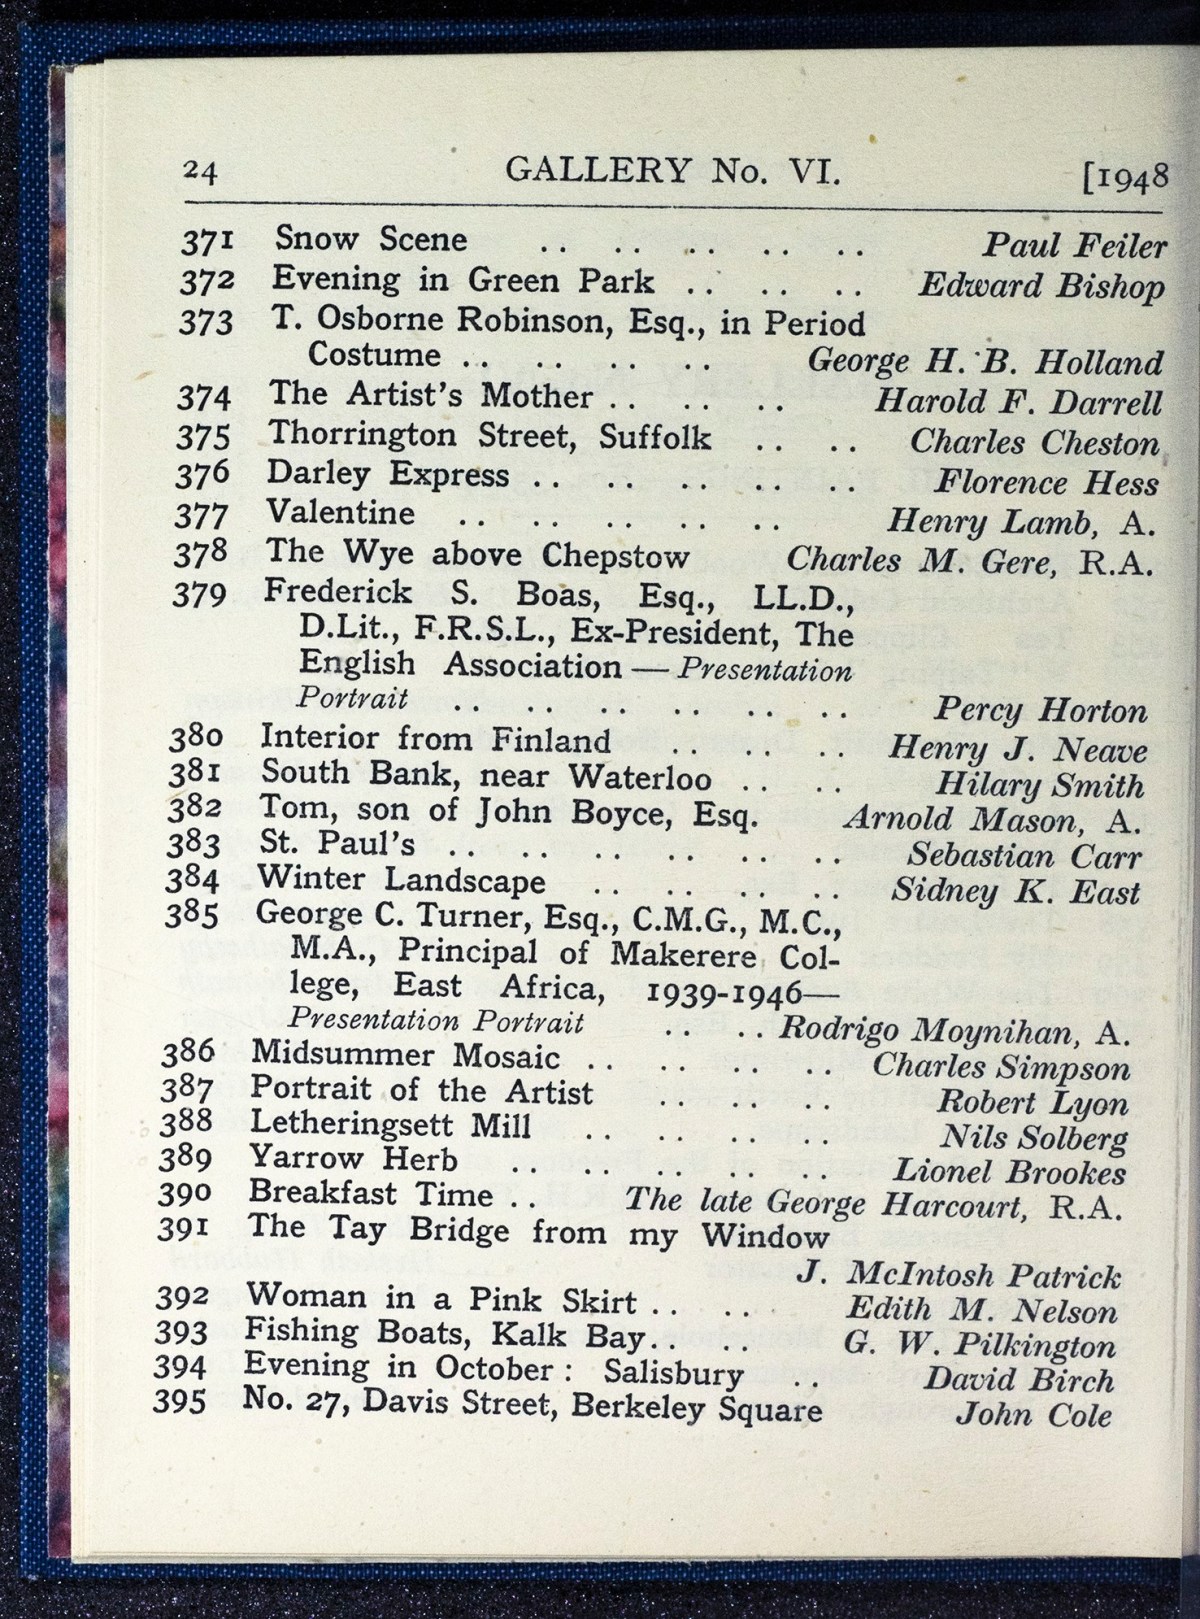 24 GALLERY No. VI. [1948
371 Snow Scene .. .. .. .. .. Paul Feiler
372 Evening in Green Park .. .. .. Edward Bishop
373 T. Osborne Robinson, Esq., in Period
Costume .. .. .. .. George H. B. Holland
374 The Artist's Mother .. .. .. Harold F. Darrell
375 Thorrington Street, Suffolk .. .. Charles Cheston
376 Darley Express .. .. .. .. .. Florence Hess
377 Valentine .. .. .. .. .. Henry Lamb, A.
378 The Wye above Chepstow Charles M. Gere, R.A.
379 Frederick S. Boas, Esq., LL.D.,
D.Lit., F.R.S.L., Ex-President, The
English Association — Presentation
Portrait .. .. .. .. .. .. Percy Horton
380 Interior from Finland .. .. .. Henry J. Neave
381 South Bank, near Waterloo .. .. Hilary Smith
382 Tom, son of John Boyce, Esq. Arnold Mason, A.
383 St. Paul's .. .. .. .. .. .. Sebastian Carr
384 Winter Landscape .. .. .. .. Sidney K. East
385 George C. Turner, Esq., C.M.G., M.C.,
M.A., Principal of Makerere Col-
lege, East Africa, 1939-1946—
Presentation Portrait .. .. Rodrigo Moynihan, A.
386 Midsummer Mosaic .. .. .. .. Charles Simpson
387 Portrait of the Artist .. .. .. Robert Lyon
388 Letheringsett Mill .. .. .. .. Nils Solberg
389 Yarrow Herb .. .. .. .. .. Lionel Brookes
390 Breakfast Time .. The late George Harcourt, R.A.
391 The Tay Bridge from my Window
J. McIntosh Patrick
392 Woman in a Pink Skirt .. .. Edith M. Nelson
393 Fishing Boats, Kalk Bay .. .. G. W. Pilkington
394 Evening in October : Salisbury .. David Birch
395 No. 27, Davis Street, Berkeley Square John Cole